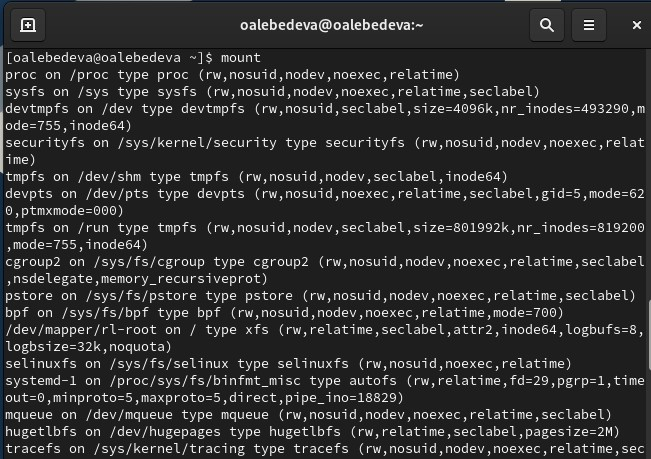 oalebedeva@oalebedeva:~
[oalebedeva@oalebedeva ~]$ mount
proc on /proc type proc (rw,nosuid,nodev,noexec,relatime)
sysfs on /sys type sysfs (rw,nosuid,nodev,noexec,relatime,seclabel)
devtmpfs on /dev type devtmpfs (rw,nosuid,seclabel,size=4096k,nr_inodes=493290,m
ode=755,inode64)
securityfs on /sys/kernel/security type securityfs (rw,nosuid,nodev,noexec,relat
ime)
tmpfs on /dev/shm type tmpfs (rw,nosuid,nodev,seclabel,inode64)
devpts on /dev/pts type devpts (rw,nosuid,noexec,relatime,seclabel,gid=5,mode=62
0,ptmxmode=000)
tmpfs on /run type tmpfs (rw,nosuid,nodev,seclabel,size=801992k,nr_inodes=819200
,mode=755,inode64)
cgroup2 on /sys/fs/cgroup type cgroup2 (rw,nosuid,nodev,noexec,relatime,seclabel
,nsdelegate,memory_recursiveprot)
pstore on /sys/fs/pstore type pstore (rw,nosuid,nodev,noexec,relatime,seclabel)
bpf on /sys/fs/bpf type bpf (rw,nosuid,nodev,noexec,relatime,mode=700)
/dev/mapper/rl-root on / type xfs (rw,relatime,seclabel,attr2,inode64,logbufs=8,
logbsize=32k,noquota)
selinuxfs on /sys/fs/selinux type selinuxfs (rw,nosuid,noexec,relatime)
systemd-1 on /proc/sys/fs/binfmt_misc type autofs (rw,relatime,fd=29,pgrp=1,time
out=0,minproto=5,maxproto=5,direct,pipe_ino=18829)
mqueue on /dev/mqueue type mqueue (rw,nosuid,nodev,noexec,relatime,seclabel)
hugetlbfs on /dev/hugepages type hugetlbfs (rw,relatime,seclabel,pagesize=2M)
tracefs on /sys/kernel/tracing type tracefs (rw,nosuid,nodev,noexec,relatime,sec